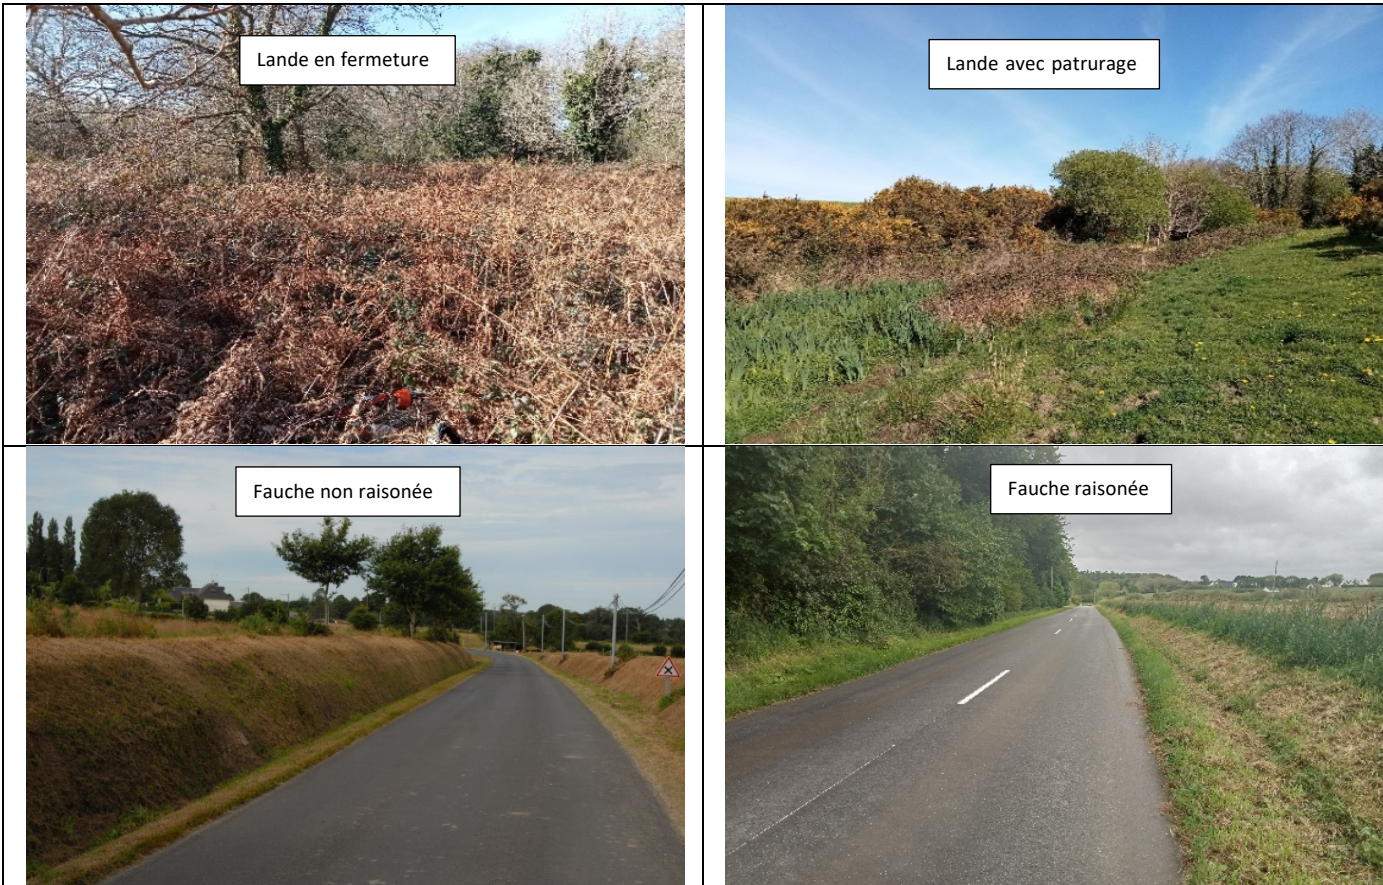 Lande en fermeture
Lande avec patrurage
Fauche non raisonée
Fauche raisonée